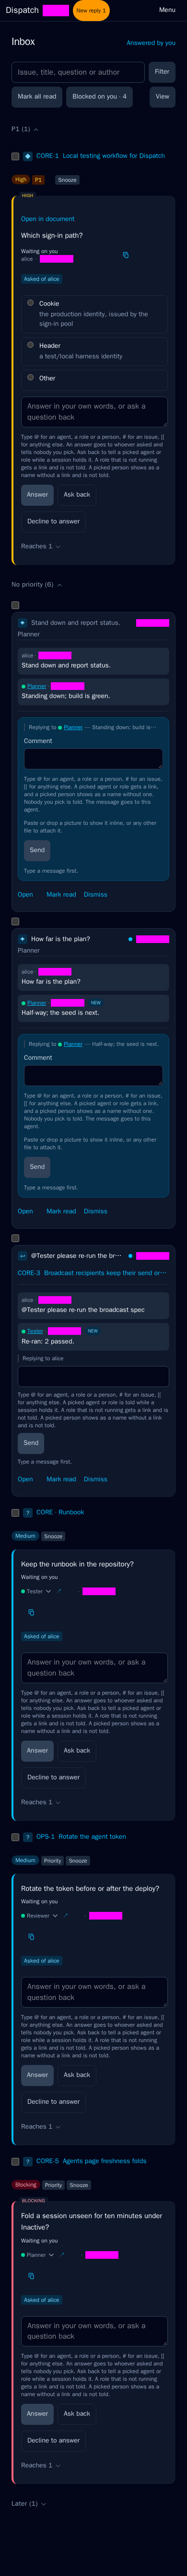 Dispatch
New reply 1
Menu
Inbox
Answered by you
Issue, title, question or author
Filter
Mark all read
Blocked on you · 4
View
P1 (1)
CORE-1 Local testing workflow for Dispatch
High
P1
Snooze
HIGH
Open in document
Which sign-in path?
Waiting on you
alice ·
Asked of alice
Cookie
the production identity, issued by the
sign-in pool
Header
a test/local harness identity
Other
Answer in your own words, or ask a
question back
Type @ for an agent, a role or a person, # for an issue, [[
for anything else. An answer goes to whoever asked and
tells nobody you pick. Ask back to tell a picked agent or
role while a session holds it. A role that is not running
gets a link and is not told. A picked person shows as a
name without a link and is not told.
Answer
Ask back
Decline to answer
Reaches 1
No priority (6)
Stand down and report status.
Planner
alice ·
Stand down and report status.
Planner ·
Standing down; build is green.
Replying to Planner — Standing down; build is…
Comment
Type @ for an agent, a role or a person, # for an issue,
[[ for anything else. A picked agent or role gets a link,
and a picked person shows as a name without one.
Nobody you pick is told. The message goes to this
agent.
Paste or drop a picture to show it inline, or any other
file to attach it.
Send
Type a message first.
Open
Mark read
Dismiss
How far is the plan?
Planner
alice ·
How far is the plan?
Planner ·
NEW
Half-way; the seed is next.
Replying to Planner — Half-way; the seed is next.
Comment
Type @ for an agent, a role or a person, # for an issue,
[[ for anything else. A picked agent or role gets a link,
and a picked person shows as a name without one.
Nobody you pick is told. The message goes to this
agent.
Paste or drop a picture to show it inline, or any other
file to attach it.
Send
Type a message first.
Open
Mark read
Dismiss
@Tester please re-run the br…
CORE-3 Broadcast recipients keep their send or…
alice ·
@Tester please re-run the broadcast spec
Tester ·
NEW
Re-ran: 2 passed.
Replying to alice
Type @ for an agent, a role or a person, # for an issue, [[
for anything else. A picked agent or role is told while a
session holds it. A role that is not running gets a link and is
not told. A picked person shows as a name without a link
and is not told.
Send
Type a message first.
Open
Mark read
Dismiss
CORE · Runbook
Medium
Snooze
Keep the runbook in the repository?
Waiting on you
Tester
Asked of alice
Answer in your own words, or ask a
question back
Type @ for an agent, a role or a person, # for an issue, [[
for anything else. An answer goes to whoever asked and
tells nobody you pick. Ask back to tell a picked agent or
role while a session holds it. A role that is not running
gets a link and is not told. A picked person shows as a
name without a link and is not told.
Answer
Ask back
Decline to answer
Reaches 1
OPS-1 Rotate the agent token
Medium
Priority
Snooze
Rotate the token before or after the deploy?
Waiting on you
Reviewer
Asked of alice
Answer in your own words, or ask a
question back
Type @ for an agent, a role or a person, # for an issue, [[
for anything else. An answer goes to whoever asked and
tells nobody you pick. Ask back to tell a picked agent or
role while a session holds it. A role that is not running
gets a link and is not told. A picked person shows as a
name without a link and is not told.
Answer
Ask back
Decline to answer
Reaches 1
CORE-5 Agents page freshness folds
Blocking
Priority
Snooze
BLOCKING
Fold a session unseen for ten minutes under
Inactive?
Waiting on you
Planner
Asked of alice
Answer in your own words, or ask a
question back
Type @ for an agent, a role or a person, # for an issue, [[
for anything else. An answer goes to whoever asked and
tells nobody you pick. Ask back to tell a picked agent or
role while a session holds it. A role that is not running
gets a link and is not told. A picked person shows as a
name without a link and is not told.
Answer
Ask back
Decline to answer
Reaches 1
Later (1)